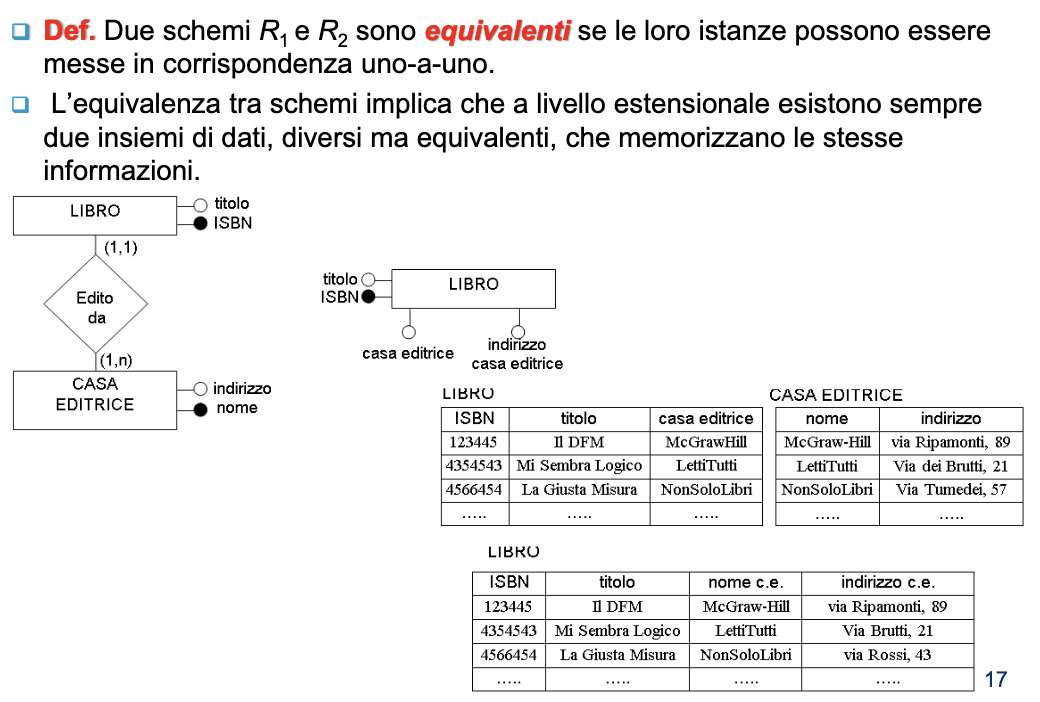 Def. Due schemi R1 e R2 sono equivalenti se le loro istanze possono essere
messe in corrispondenza uno-a-uno.
L’equivalenza tra schemi implica che a livello estensionale esistono sempre
due insiemi di dati, diversi ma equivalenti, che memorizzano le stesse
informazioni.
LIBRO
titolo
ISBN
(1,1)
Edito
da
(1,n)
CASA
EDITRICE
indirizzo
nome
titolo
ISBN
LIBRO
casa editrice
indirizzo
casa editrice
LIBRO
ISBN titolo casa editrice
123445 Il DFM McGrawHill
4354543 Mi Sembra Logico LettiTutti
4566454 La Giusta Misura NonSoloLibri
..... ..... .....
CASA EDITRICE
nome indirizzo
McGraw-Hill via Ripamonti, 89
LettiTutti Via dei Brutti, 21
NonSoloLibri Via Tumedei, 57
..... .....
LIBRO
ISBN titolo nome c.e. indirizzo c.e.
123445 Il DFM McGraw-Hill via Ripamonti, 89
4354543 Mi Sembra Logico LettiTutti Via Brutti, 21
4566454 La Giusta Misura NonSoloLibri via Rossi, 43
..... ..... ..... .....
17